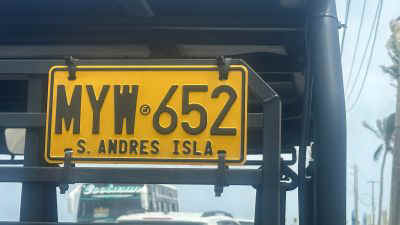 MYW 652
S. ANDRES ISLA